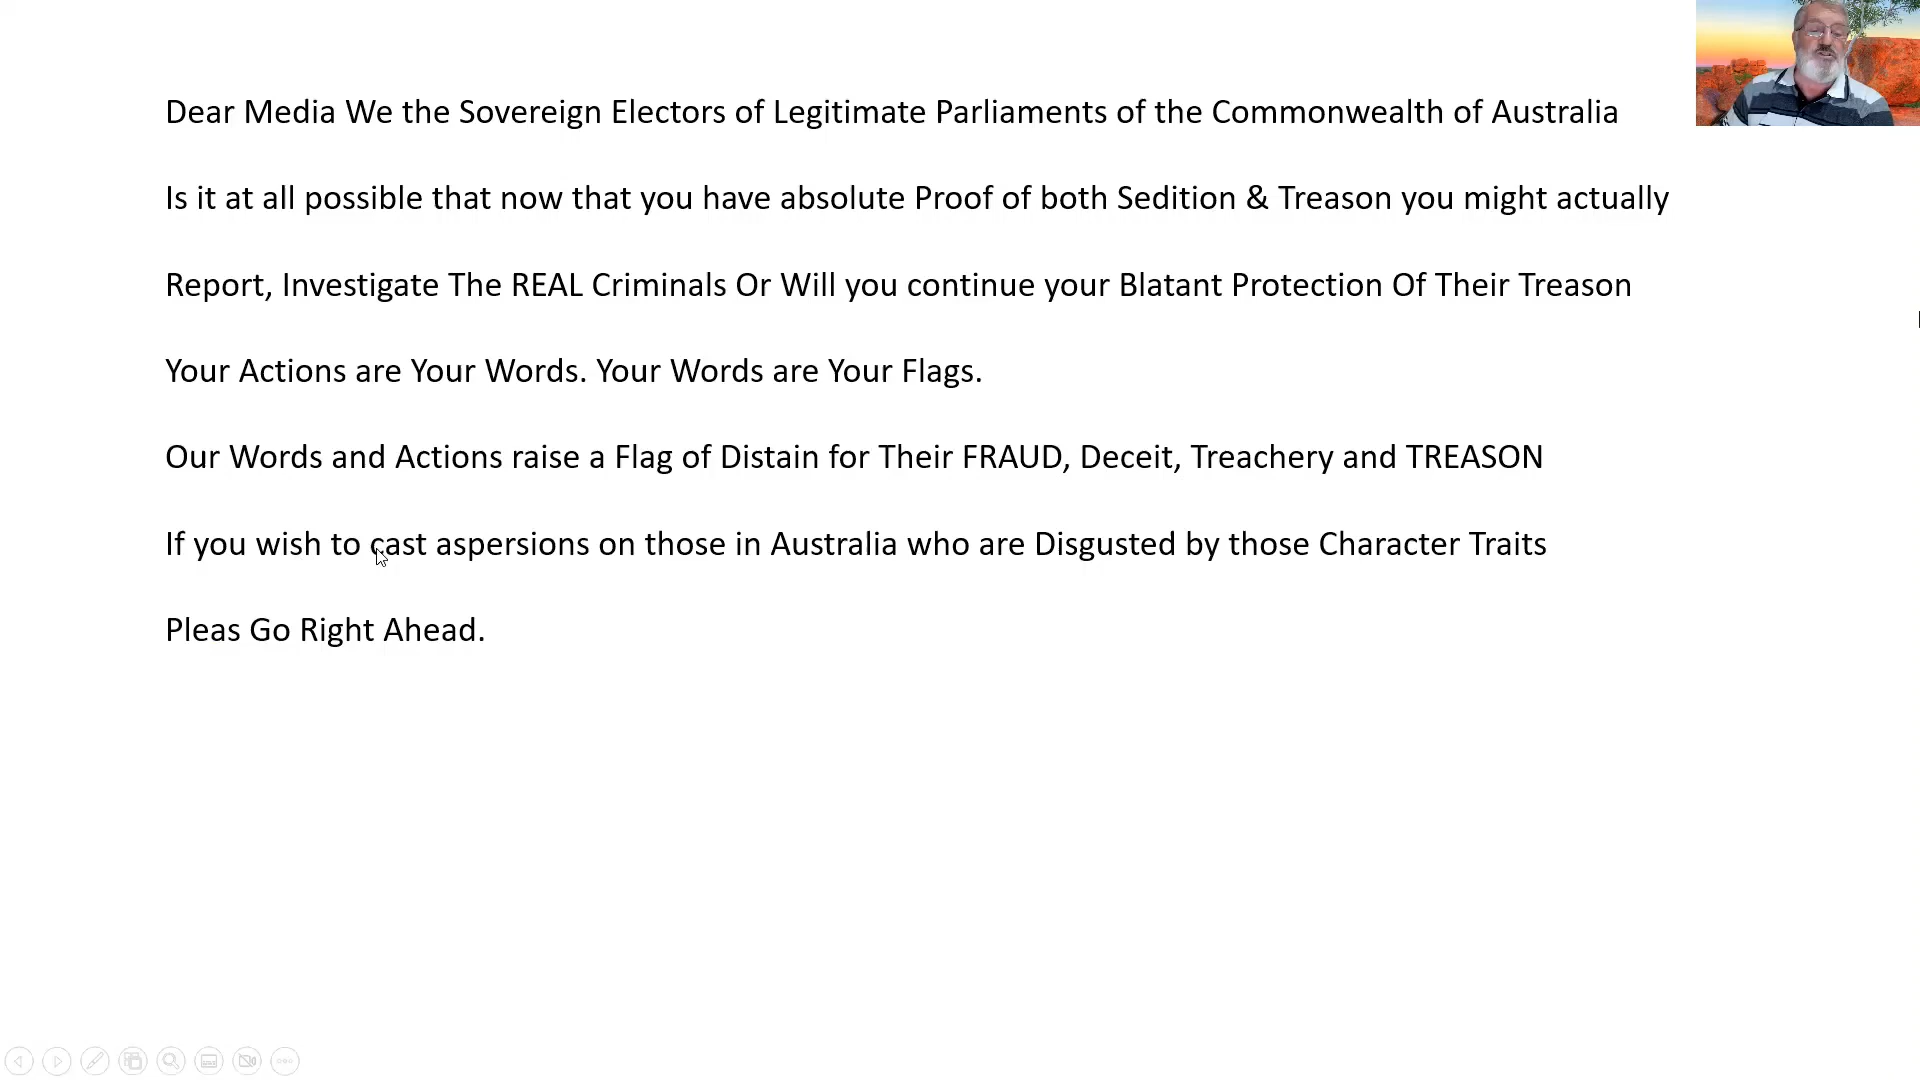 Dear Media We the Sovereign Electors of Legitimate Parliaments of the Commonwealth of Australia
Is it at all possible that now that you have absolute Proof of both Sedition & Treason you might actually
Report, Investigate The REAL Criminals Or Will you continue your Blatant Protection Of Their Treason
Your Actions are Your Words. Your Words are Your Flags.
Our Words and Actions raise a Flag of Distain for Their FRAUD, Deceit, Treachery and TREASON
If you wish to cast aspersions on those in Australia who are Disgusted by those Character Traits
Pleas Go Right Ahead.